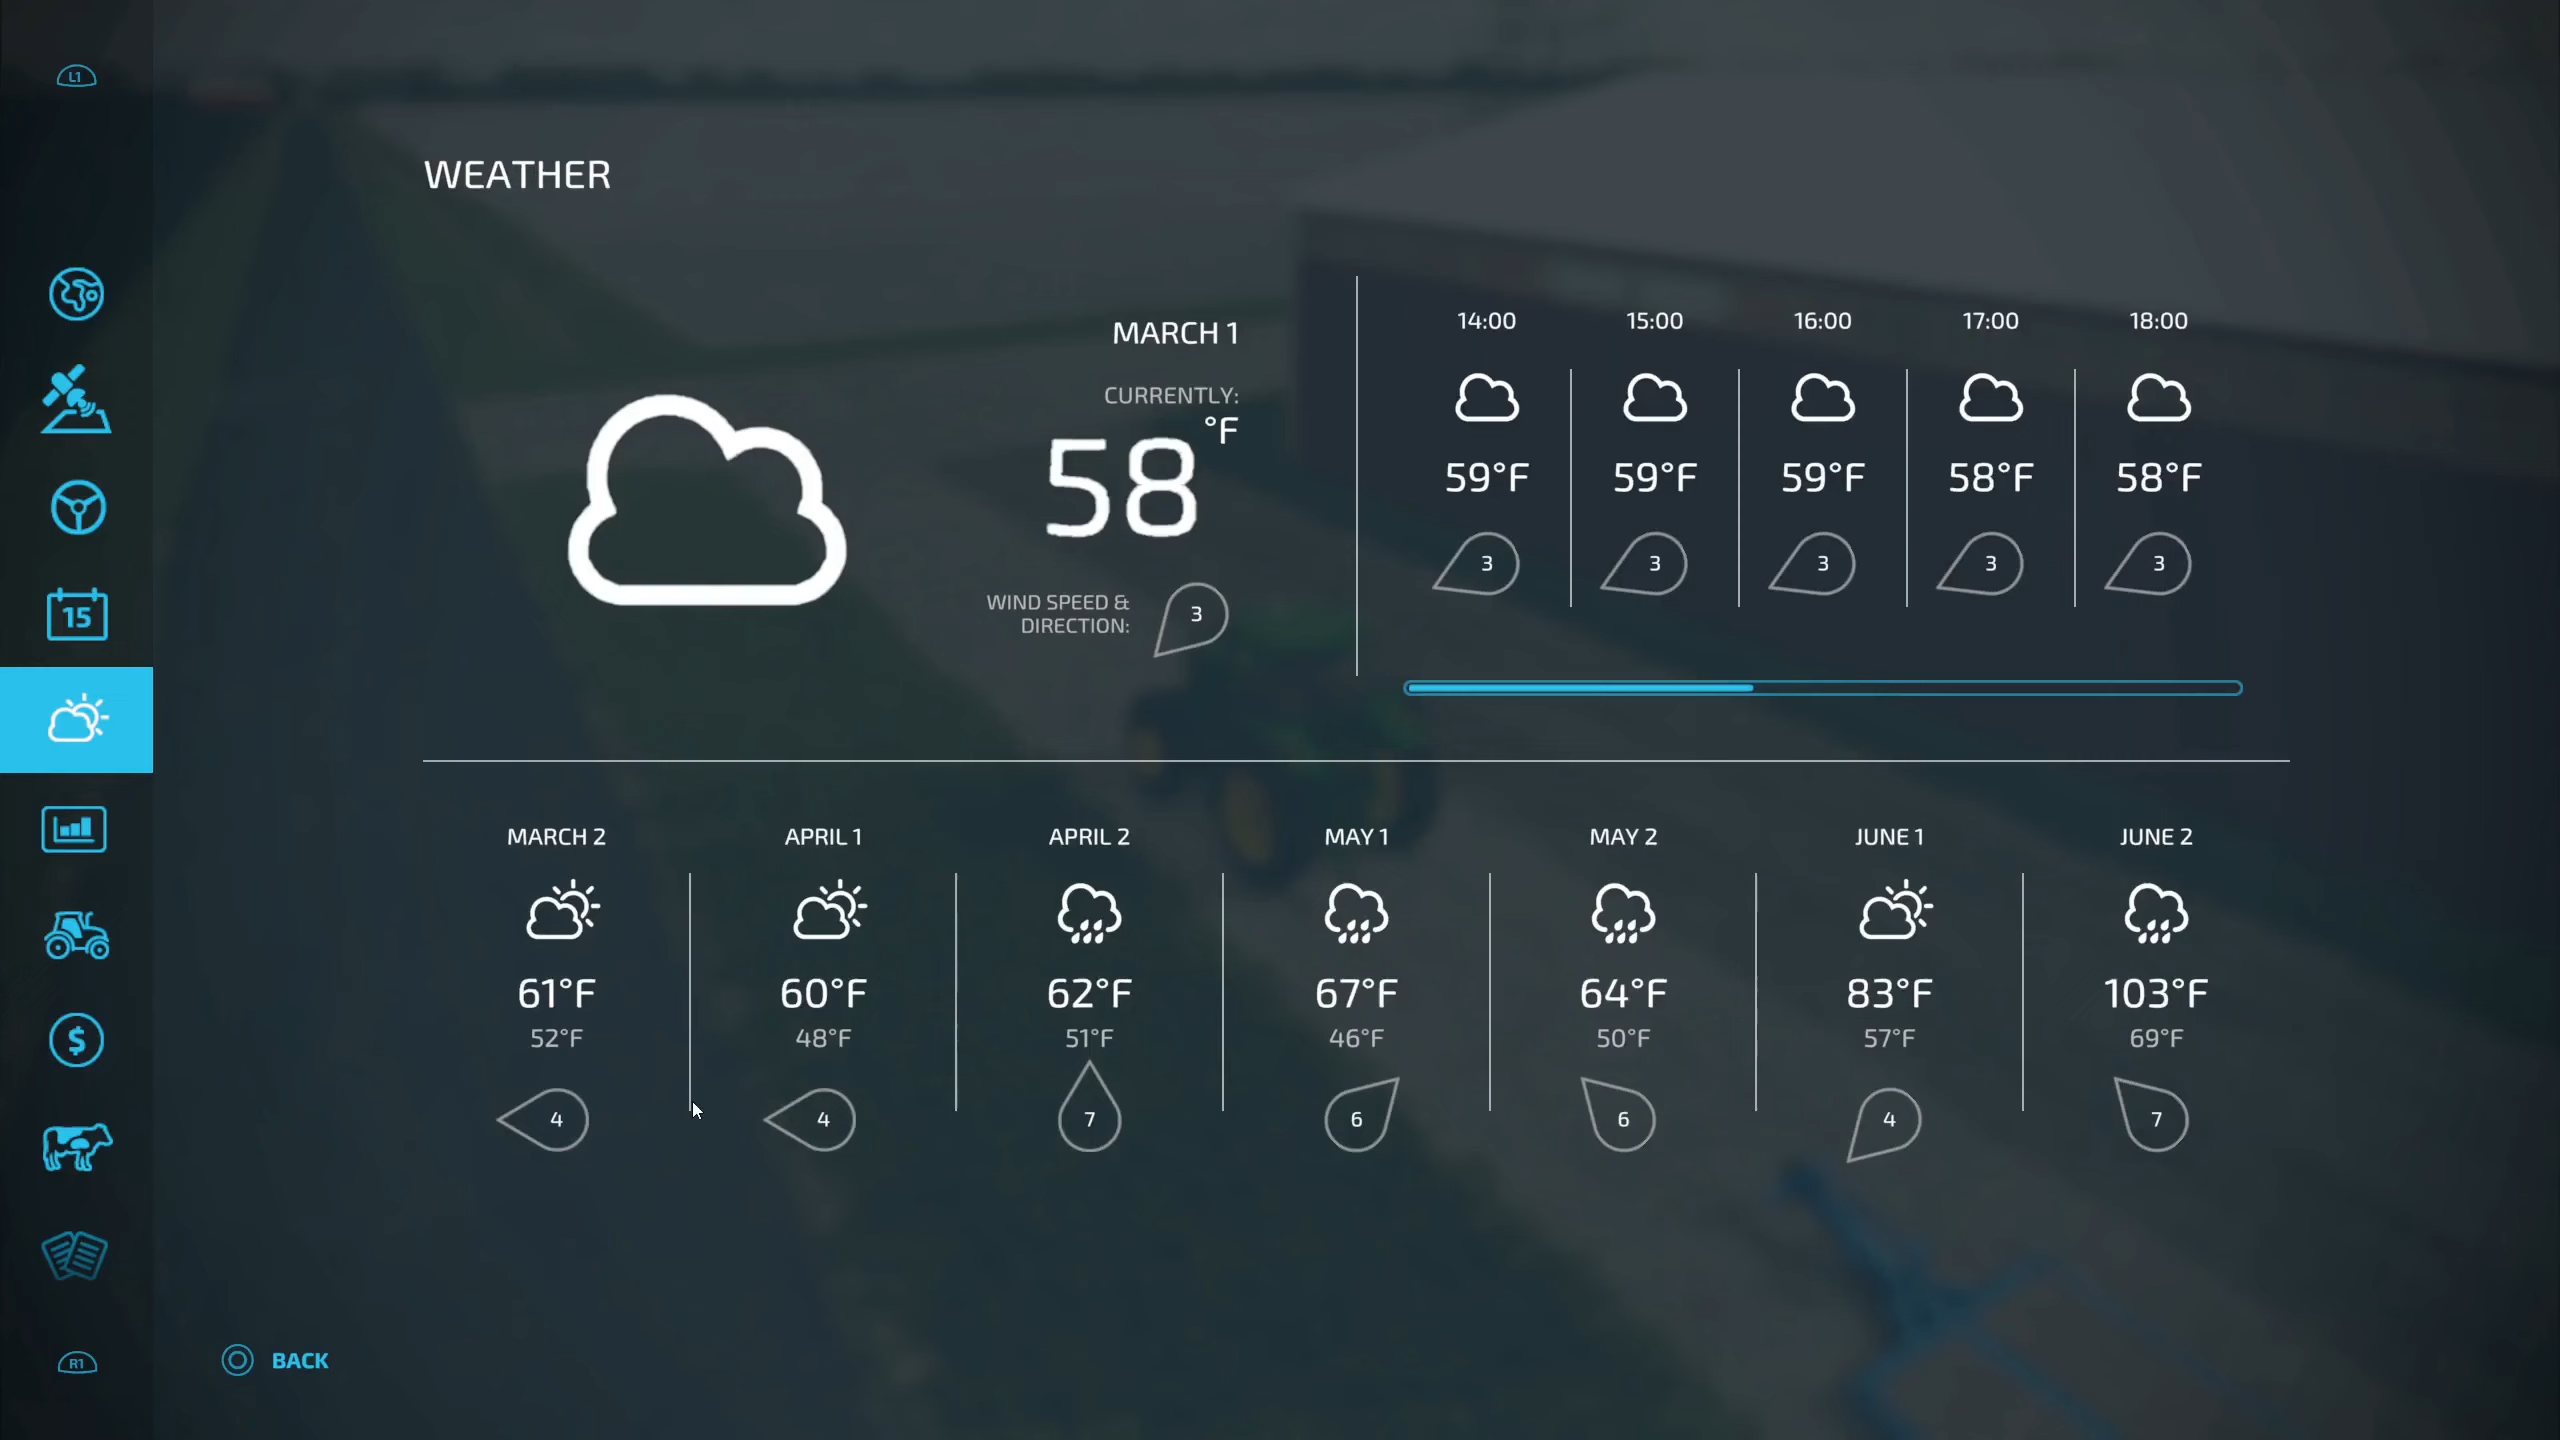 L1
WEATHER
MARCH 1
CURRENTLY:
58 °F
WIND SPEED &
DIRECTION:
3
14:00 15:00 16:00 17:00 18:00
59°F 59°F 59°F 58°F 58°F
3 3 3 3 3
15
MARCH 2 APRIL 1 APRIL 2 MAY 1 MAY 2 JUNE 1 JUNE 2
61°F 60°F 62°F 67°F 64°F 83°F 103°F
52°F 48°F 51°F 46°F 50°F 57°F 69°F
4 4 7 6 6 4 7
$
R1
BACK